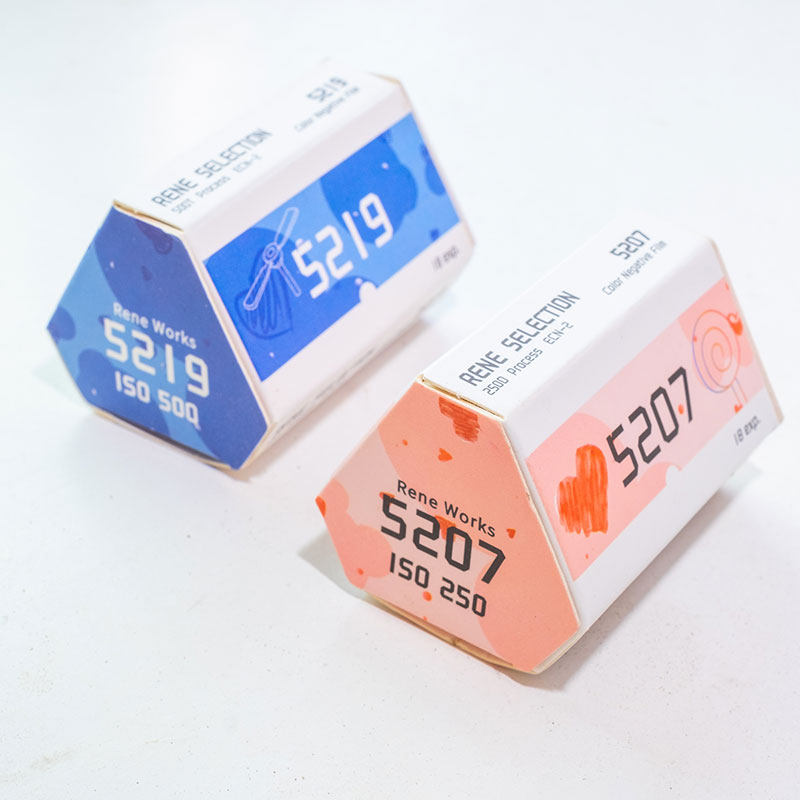 RENE SELECTION
500T Process ECN-2
5219
Color Negative Film
5219
18 exp.
Rene Works
5219
ISO 500
RENE SELECTION
250D Process ECN-2
5207
Color Negative Film
5207
18 exp.
Rene Works
5207
ISO 250